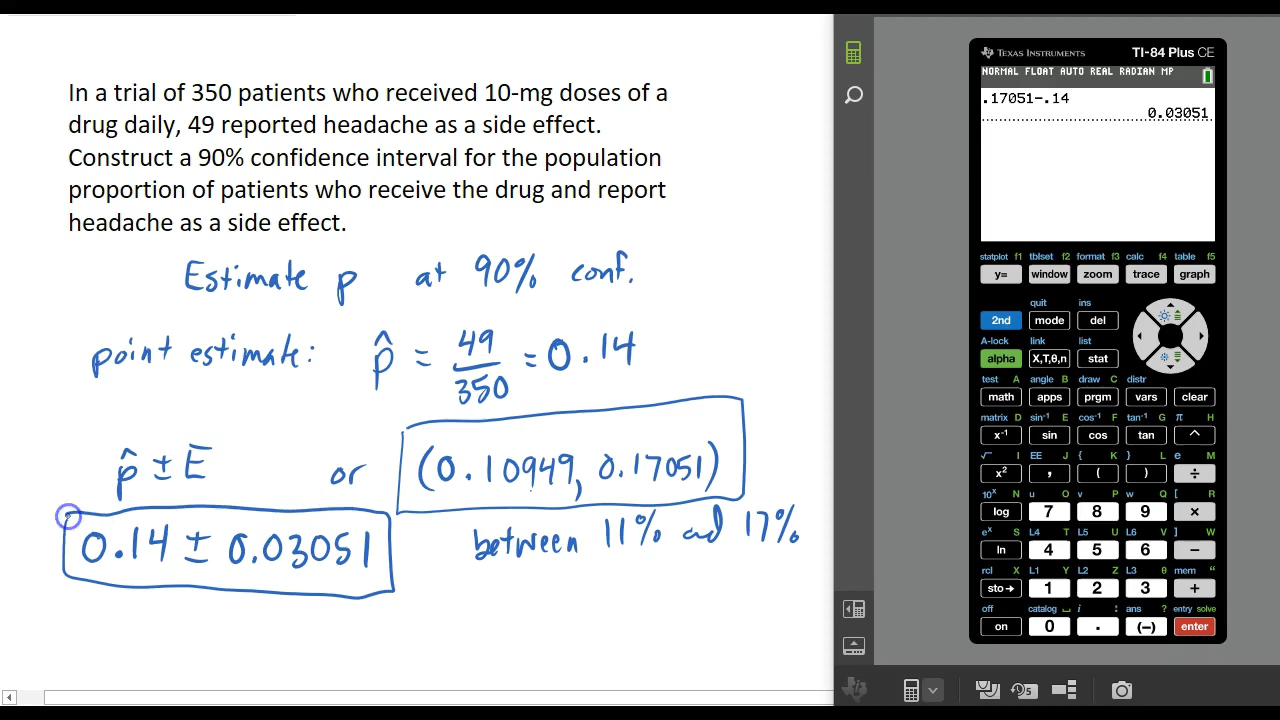 In a trial of 350 patients who received 10-mg doses of a
drug daily, 49 reported headache as a side effect.
Construct a 90% confidence interval for the population
proportion of patients who receive the drug and report
headache as a side effect.
Estimate p at 90% conf.
point estimate: p̂ = 49/350 = 0.14
p̂ ± E or (0.10949, 0.17051)
0.14 ± 0.03051
between 11% and 17%
TEXAS INSTRUMENTS TI-84 Plus CE
NORMAL FLOAT AUTO REAL RADIAN MP
.17051-.14
0.03051
statplot f1 tblset f2 format f3 calc f4 table f5
y= window zoom trace graph
quit ins
2nd mode del
A-lock link list
alpha X,T,θ,n stat
test A angle B draw C distr
math apps prgm vars clear
matrix D sin⁻¹ E cos⁻¹ F tan⁻¹ G π H
x⁻¹ sin cos tan ^
√ I EE J { K } L e M
x² , ( ) ÷
10ˣ N u O v P w Q [ R
log 7 8 9 ×
eˣ S L4 T L5 U L6 V ] W
ln 4 5 6 −
rcl X L1 Y L2 Z L3 θ mem "
sto→ 1 2 3 +
off catalog ⎵ i : ans ? entry solve
on 0 . (−) enter